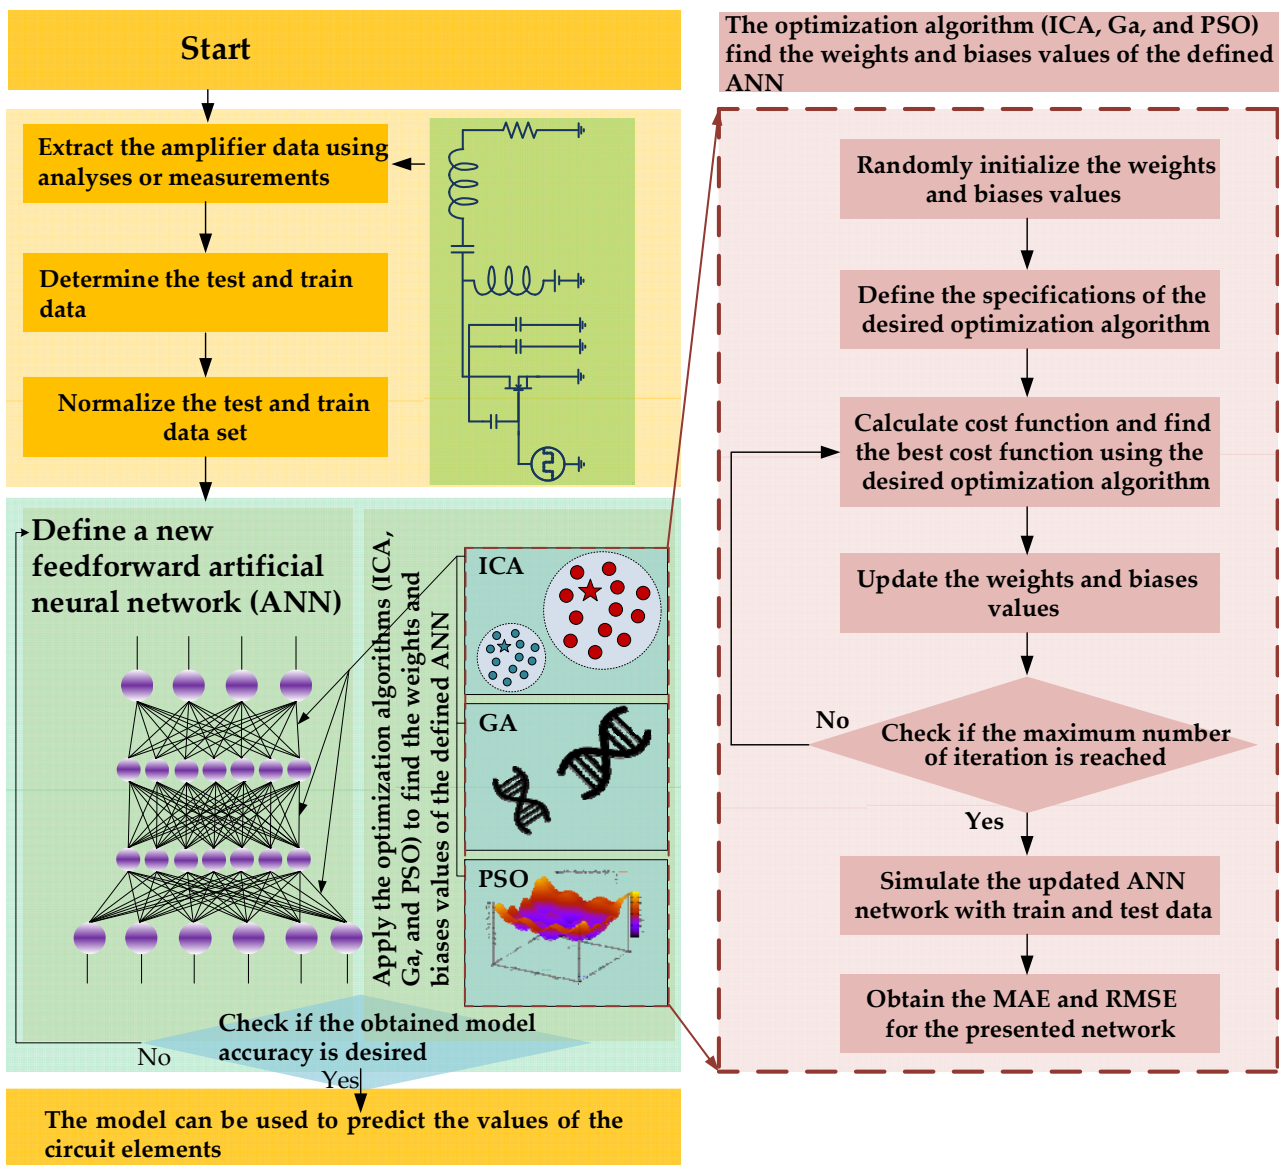 Start
Extract the amplifier data using
analyses or measurements
Determine the test and train
data
Normalize the test and train
data set
Define a new
feedforward artificial
neural network (ANN)
Apply the optimization algorithms (ICA,
Ga, and PSO) to find the weights and
biases values of the defined ANN
ICA
GA
PSO
Check if the obtained model
accuracy is desired
No
Yes
The model can be used to predict the values of the
circuit elements
The optimization algorithm (ICA, Ga, and PSO)
find the weights and biases values of the defined
ANN
Randomly initialize the weights
and biases values
Define the specifications of the
desired optimization algorithm
Calculate cost function and find
the best cost function using the
desired optimization algorithm
Update the weights and biases
values
No
Check if the maximum number
of iteration is reached
Yes
Simulate the updated ANN
network with train and test data
Obtain the MAE and RMSE
for the presented network